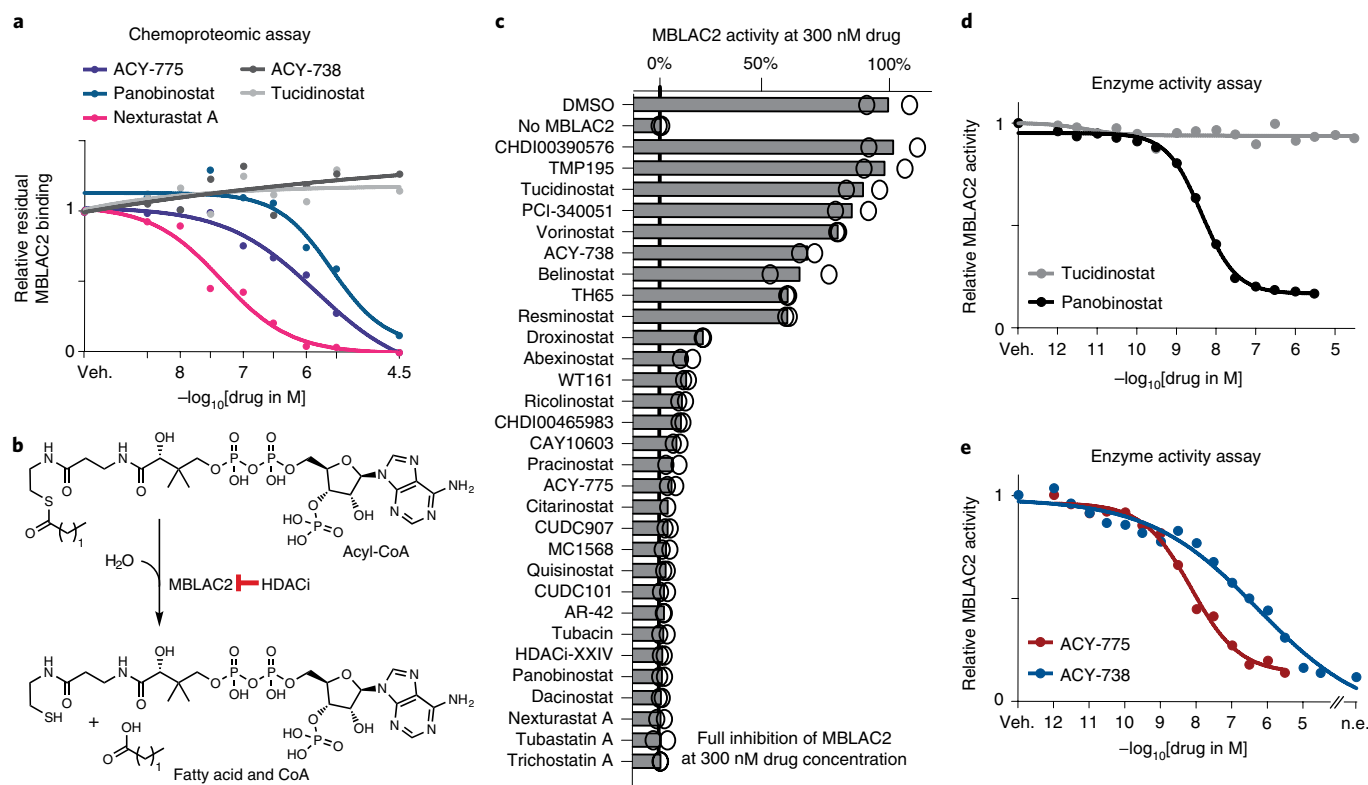 a
Chemoproteomic assay
ACY-775
ACY-738
Panobinostat
Tucidinostat
Nexturastat A
Relative residual
MBLAC2 binding
1
0
Veh.
8
7
6
4.5
–log10[drug in M]
b
H
N
O
N
H
O
OH
O
P
OH
O
O
P
OH
O
O
N
N
N
N
NH2
S
O
1
O
HO
P
O
OH
OH
Acyl-CoA
H2O
MBLAC2
HDACi
H
N
O
N
H
O
OH
O
P
OH
O
O
P
OH
O
O
N
N
N
N
NH2
SH
+
OH
O
1
O
HO
P
O
HO
OH
Fatty acid and CoA
c
MBLAC2 activity at 300 nM drug
0%
50%
100%
DMSO
No MBLAC2
CHDI00390576
TMP195
Tucidinostat
PCI-340051
Vorinostat
ACY-738
Belinostat
TH65
Resminostat
Droxinostat
Abexinostat
WT161
Ricolinostat
CHDI00465983
CAY10603
Pracinostat
ACY-775
Citarinostat
CUDC907
MC1568
Quisinostat
CUDC101
AR-42
Tubacin
HDACi-XXIV
Panobinostat
Dacinostat
Nexturastat A
Tubastatin A
Trichostatin A
Full inhibition of MBLAC2
at 300 nM drug concentration
d
Enzyme activity assay
Relative MBLAC2 activity
1
0
Tucidinostat
Panobinostat
Veh.
12
11
10
9
8
7
6
5
–log10[drug in M]
e
Enzyme activity assay
Relative MBLAC2 activity
1
0
ACY-775
ACY-738
Veh.
12
11
10
9
8
7
6
5
n.e.
–log10[drug in M]